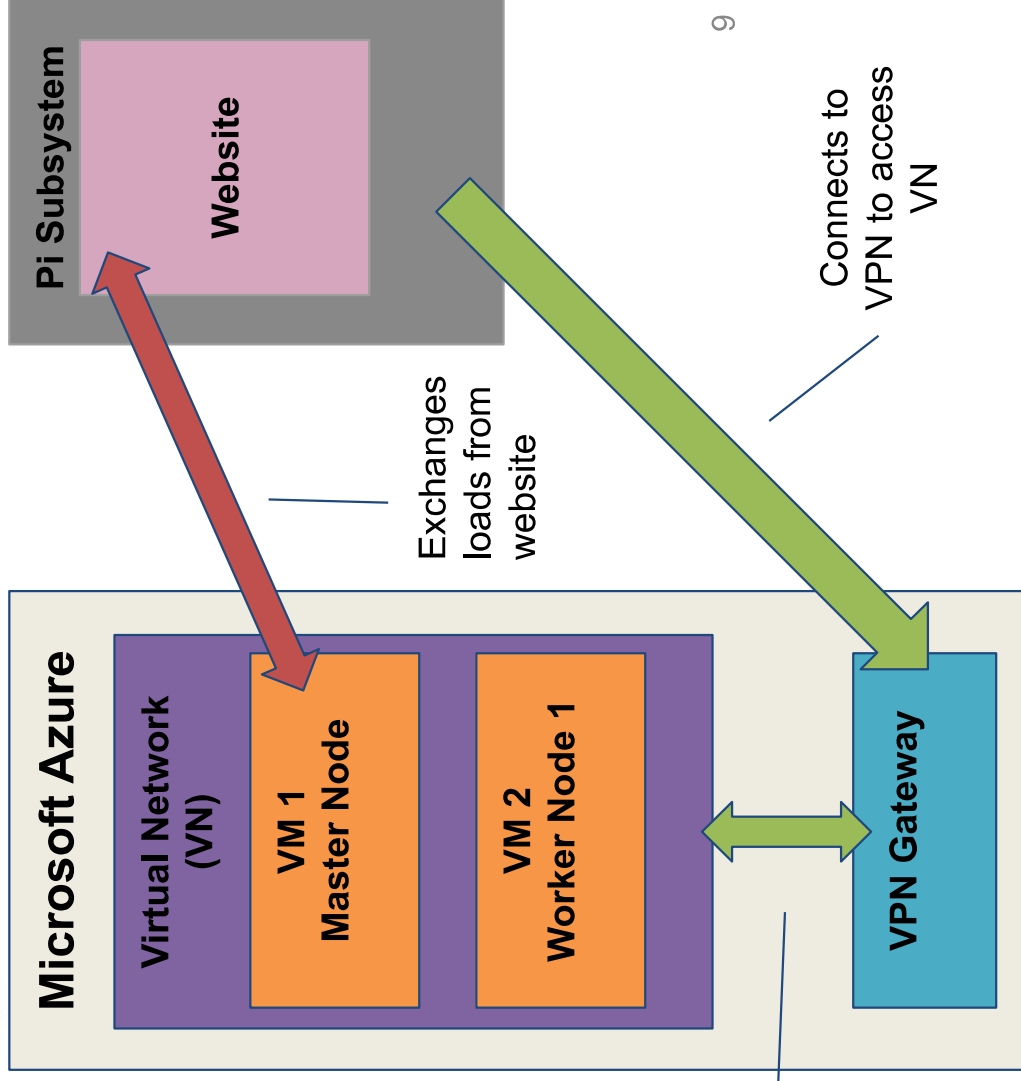 Microsoft Azure
Virtual Network
(VN)
VM 1
Master Node
VM 2
Worker Node 1
VPN Gateway
Exchanges
loads from
website
Pi Subsystem
Website
Connects to
VPN to access
VN
9